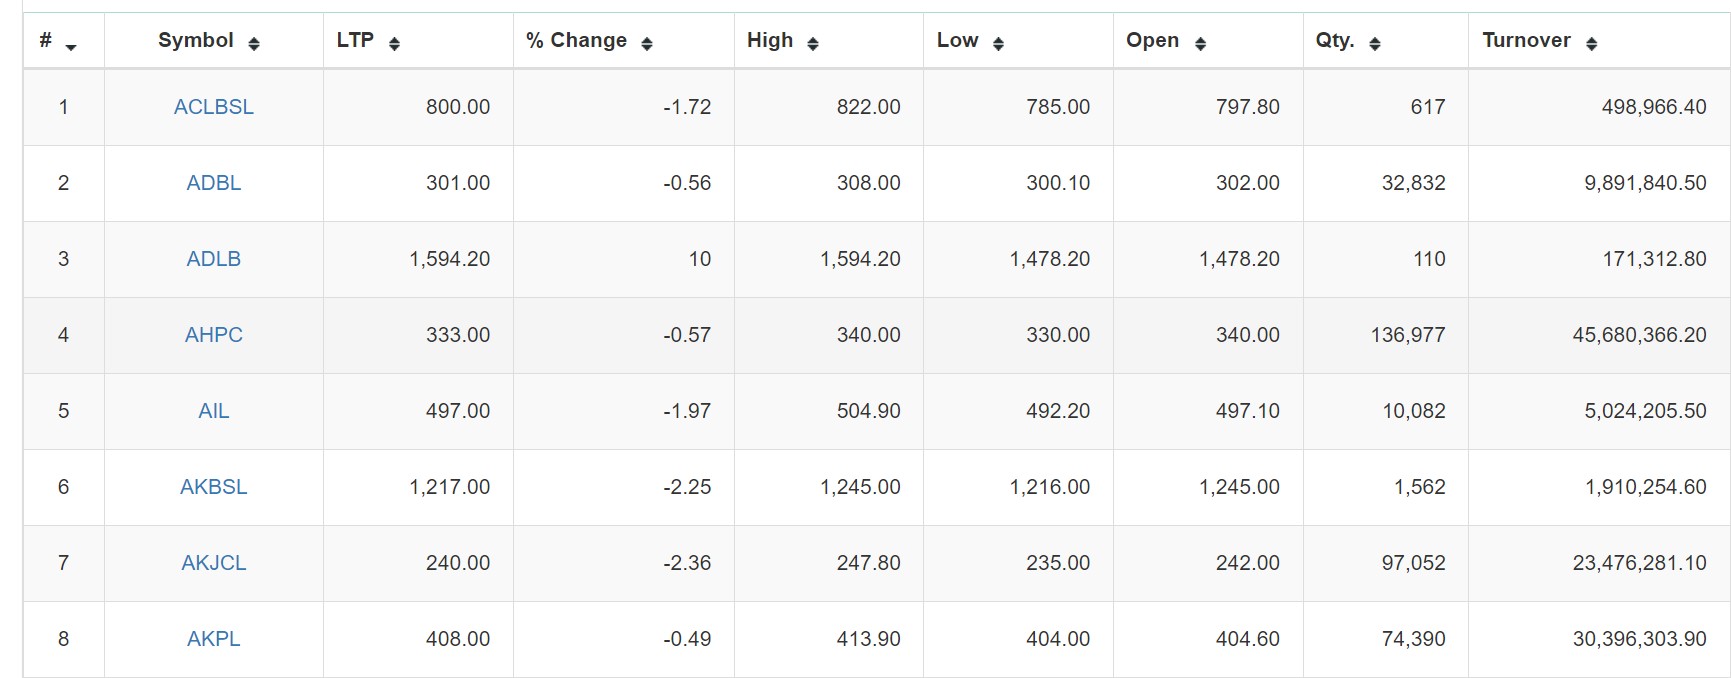 # Symbol LTP % Change High Low Open Qty. Turnover
1 ACLBSL 800.00 -1.72 822.00 785.00 797.80 617 498,966.40
2 ADBL 301.00 -0.56 308.00 300.10 302.00 32,832 9,891,840.50
3 ADLB 1,594.20 10 1,594.20 1,478.20 1,478.20 110 171,312.80
4 AHPC 333.00 -0.57 340.00 330.00 340.00 136,977 45,680,366.20
5 AIL 497.00 -1.97 504.90 492.20 497.10 10,082 5,024,205.50
6 AKBSL 1,217.00 -2.25 1,245.00 1,216.00 1,245.00 1,562 1,910,254.60
7 AKJCL 240.00 -2.36 247.80 235.00 242.00 97,052 23,476,281.10
8 AKPL 408.00 -0.49 413.90 404.00 404.60 74,390 30,396,303.90